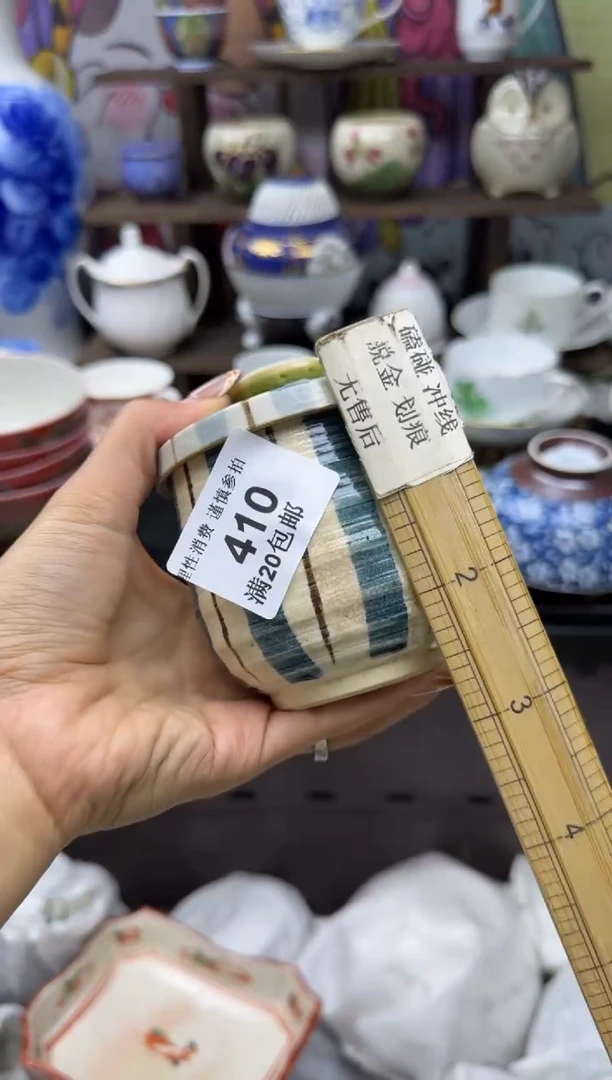 理性消费 谨慎参拍
410
满20包邮
磕碰 冲线
脱金 划痕
无售后
2
3
4